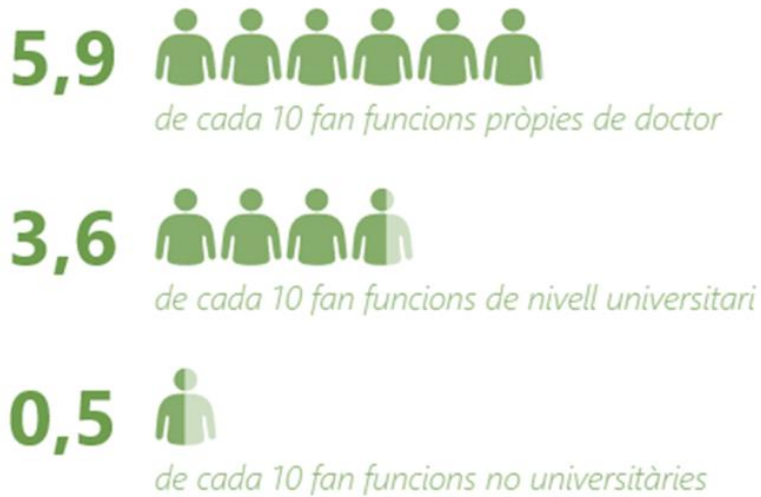 5,9
de cada 10 fan funcions pròpies de doctor
3,6
de cada 10 fan funcions de nivell universitari
0,5
de cada 10 fan funcions no universitàries